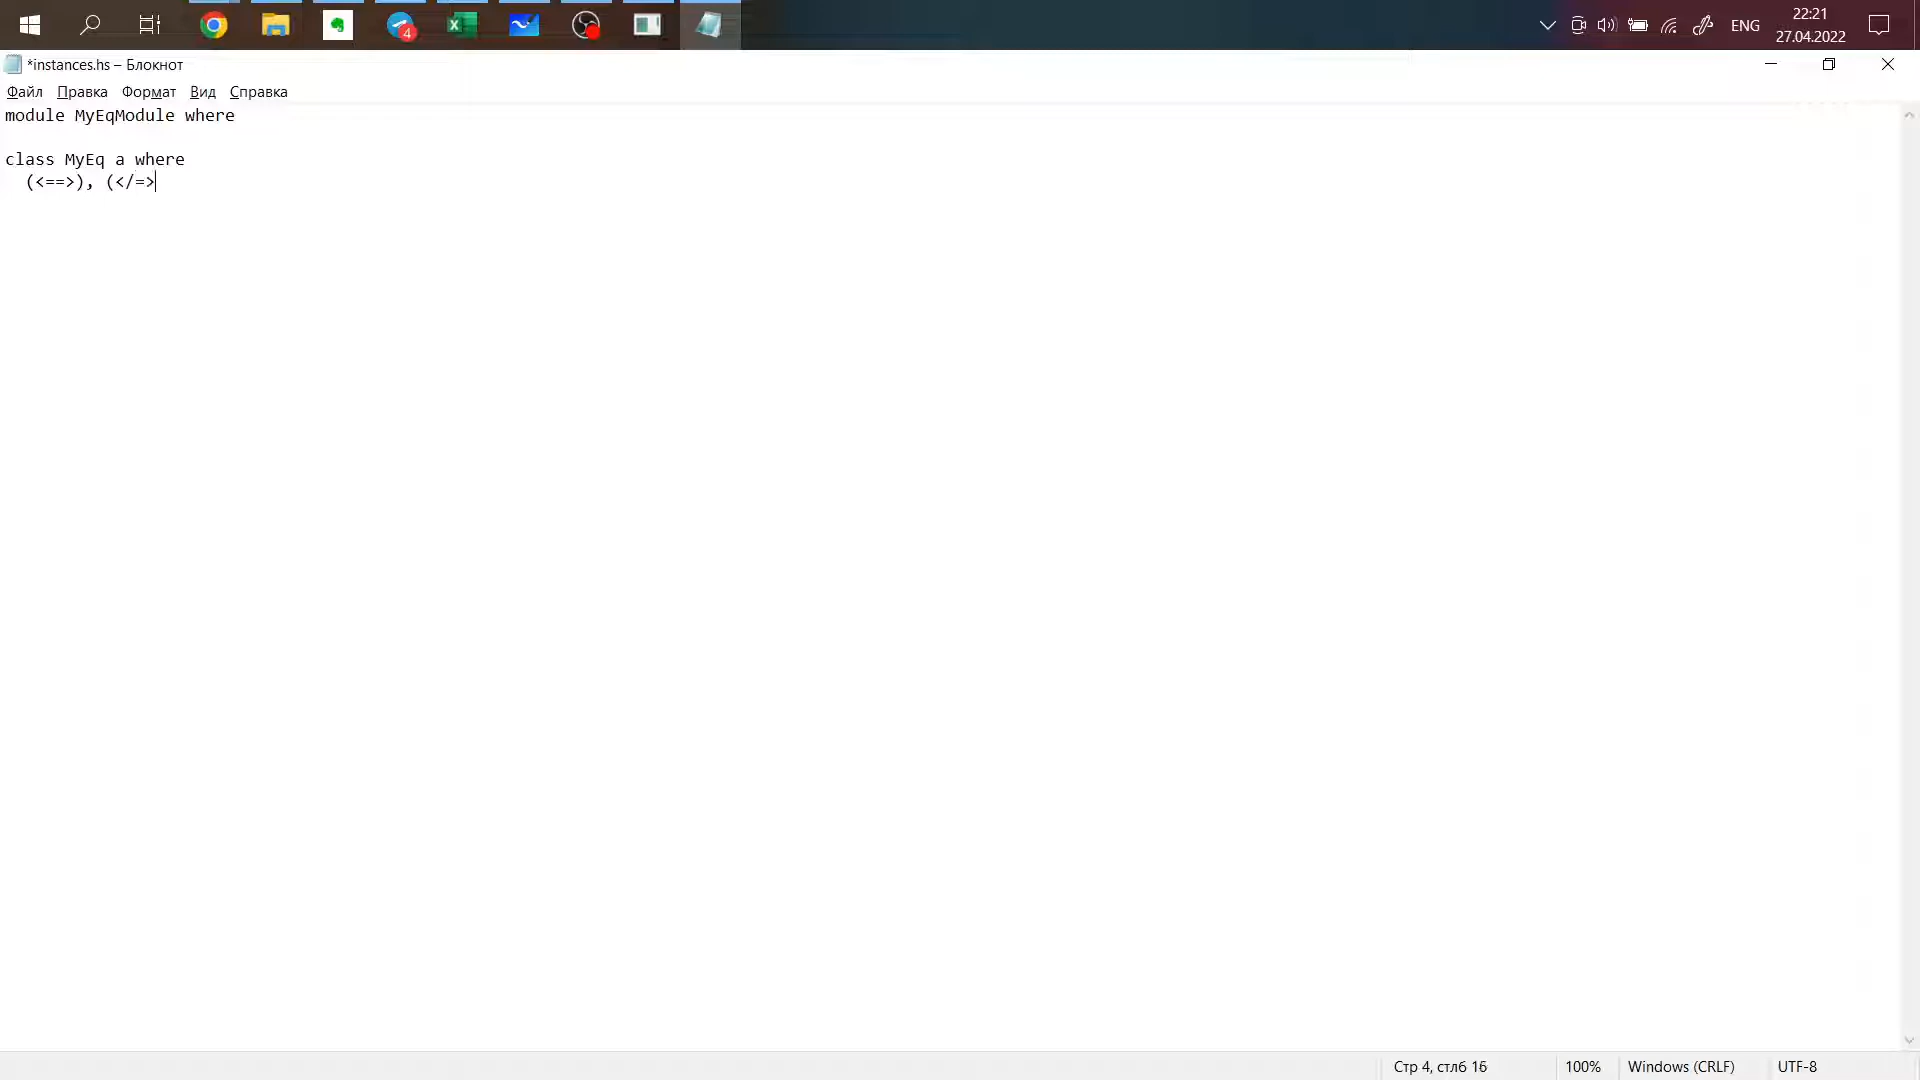 4
ENG
22:21
27.04.2022
*instances.hs – Блокнот
Файл Правка Формат Вид Справка
module MyEqModule where
class MyEq a where
(<==>), (</=>
Стр 4, стлб 16
100%
Windows (CRLF)
UTF-8